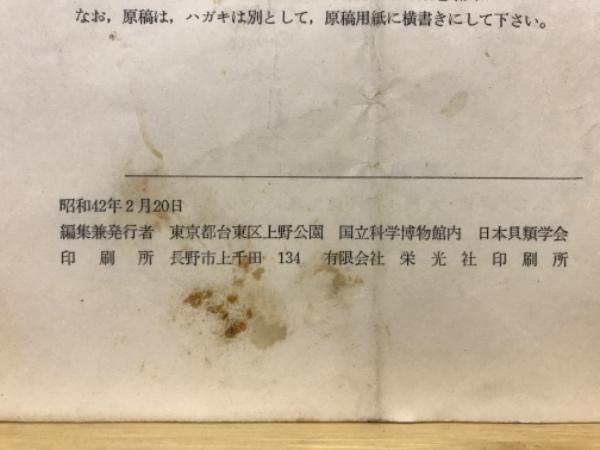 なお，原稿は，ハガキは別として，原稿用紙に横書きにして下さい。
昭和42年2月20日
編集兼発行者 東京都台東区上野公園 国立科学博物館内 日本貝類学会
印刷所 長野市上千田 134 有限会社 栄光社印刷所